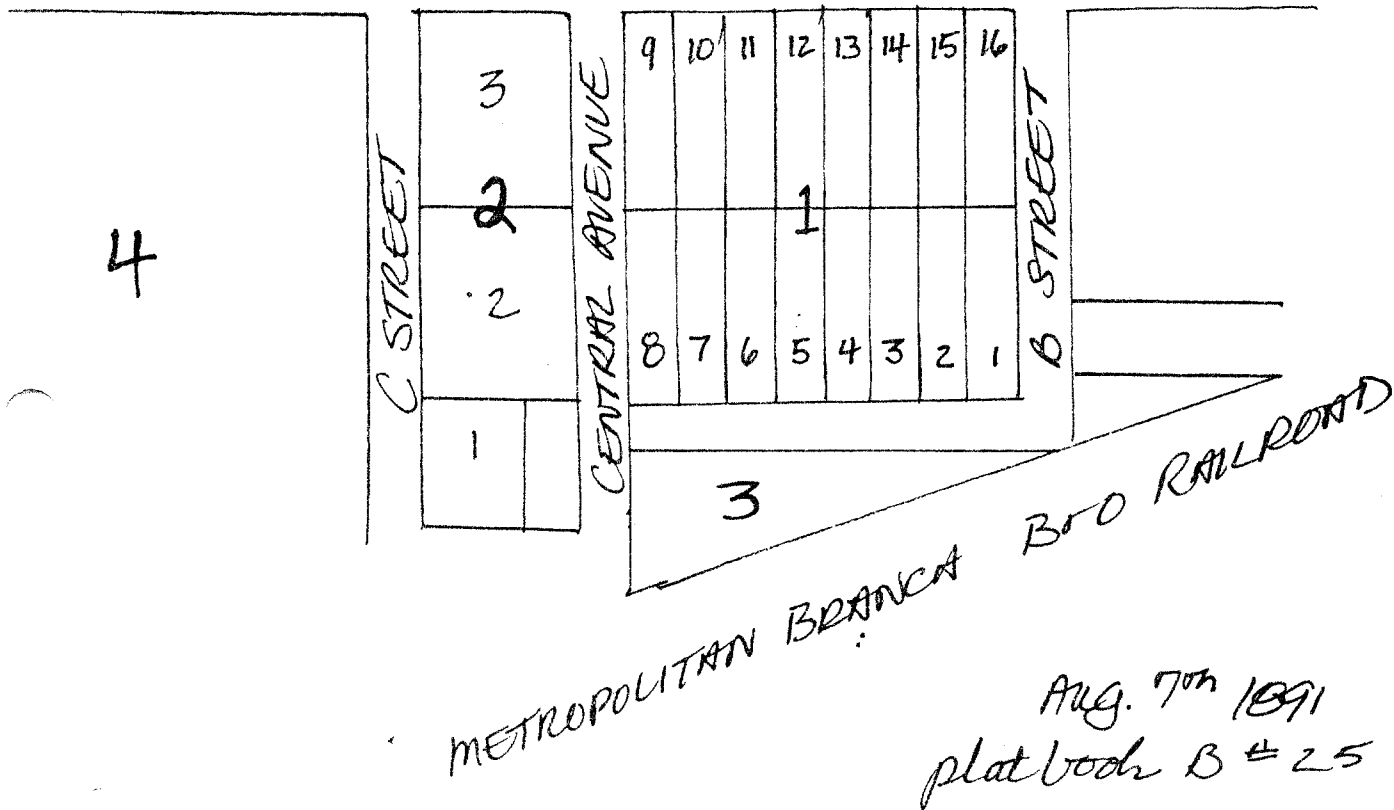 9 10 11 12 13 14 15 16
3
2
1
4
2
8 7 6 5 4 3 2 1
1
3
C STREET
CENTRAL AVENUE
B STREET
METROPOLITAN BRANCH B&O RAILROAD
Aug. 7th 1891
plat book B # 25